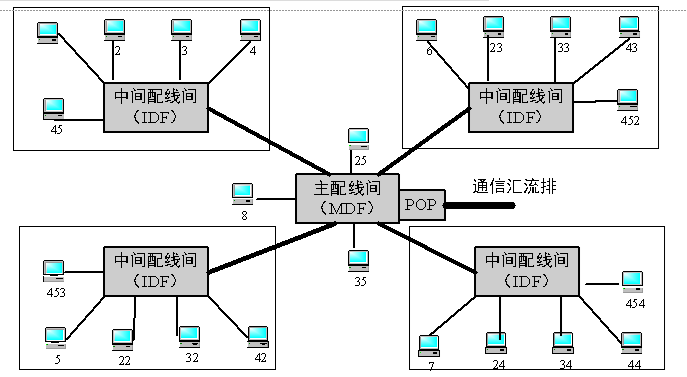 2
3
4
中间配线间
（IDF）
45
6
23
33
43
中间配线间
（IDF）
452
25
8
主配线间
（MDF）
POP
通信汇流排
35
中间配线间
（IDF）
453
5
22
32
42
中间配线间
（IDF）
454
7
24
34
44